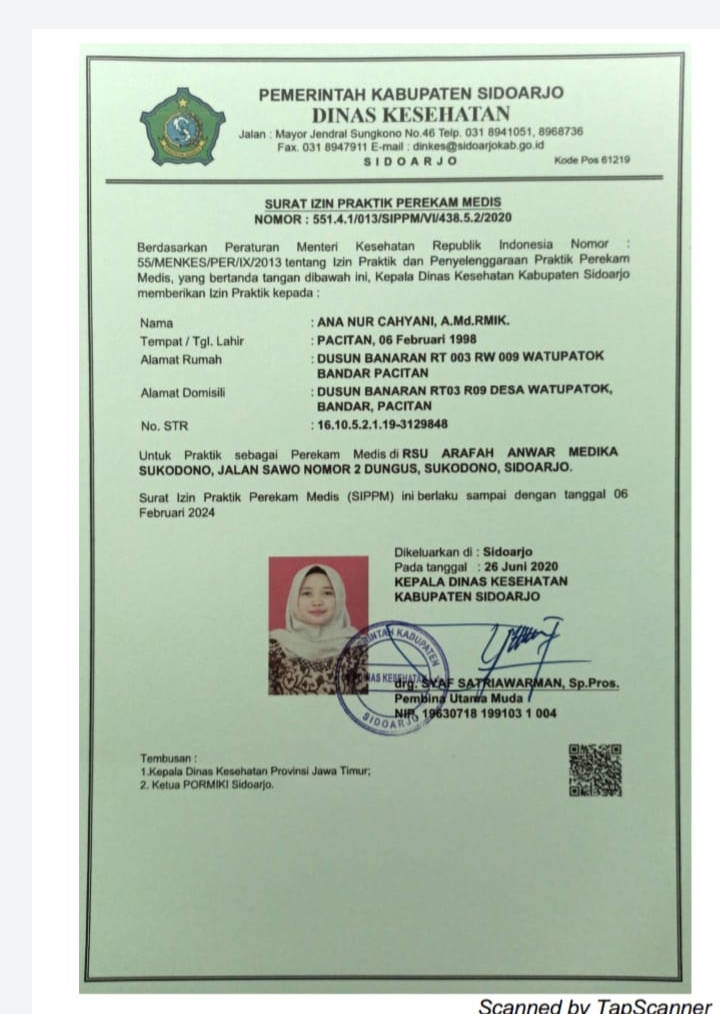 PEMERINTAH KABUPATEN SIDOARJO
DINAS KESEHATAN
Jalan : Mayor Jendral Sungkono No.46 Telp. 031 8941051, 8968736
Fax. 031 8947911 E-mail : dinkes@sidoarjokab.go.id
S I D O A R J O Kode Pos 61219
SURAT IZIN PRAKTIK PEREKAM MEDIS
NOMOR : 551.4.1/013/SIPPM/VI/438.5.2/2020
Berdasarkan Peraturan Menteri Kesehatan Republik Indonesia Nomor :
55/MENKES/PER/IX/2013 tentang Izin Praktik dan Penyelenggaraan Praktik Perekam
Medis, yang bertanda tangan dibawah ini, Kepala Dinas Kesehatan Kabupaten Sidoarjo
memberikan Izin Praktik kepada :
Nama : ANA NUR CAHYANI, A.Md.RMIK.
Tempat / Tgl. Lahir : PACITAN, 06 Februari 1998
Alamat Rumah : DUSUN BANARAN RT 003 RW 009 WATUPATOK
BANDAR PACITAN
Alamat Domisili : DUSUN BANARAN RT03 R09 DESA WATUPATOK,
BANDAR, PACITAN
No. STR : 16.10.5.2.1.19-3129848
Untuk Praktik sebagai Perekam Medis di RSU ARAFAH ANWAR MEDIKA
SUKODONO, JALAN SAWO NOMOR 2 DUNGUS, SUKODONO, SIDOARJO.
Surat Izin Praktik Perekam Medis (SIPPM) ini berlaku sampai dengan tanggal 06
Februari 2024
Dikeluarkan di : Sidoarjo
Pada tanggal : 26 Juni 2020
KEPALA DINAS KESEHATAN
KABUPATEN SIDOARJO
drg. SYAF SATRIAWARMAN, Sp.Pros.
Pembina Utama Muda
NIP. 19630718 199103 1 004
Tembusan :
1.Kepala Dinas Kesehatan Provinsi Jawa Timur;
2. Ketua PORMIKI Sidoarjo.
Scanned by TapScanner